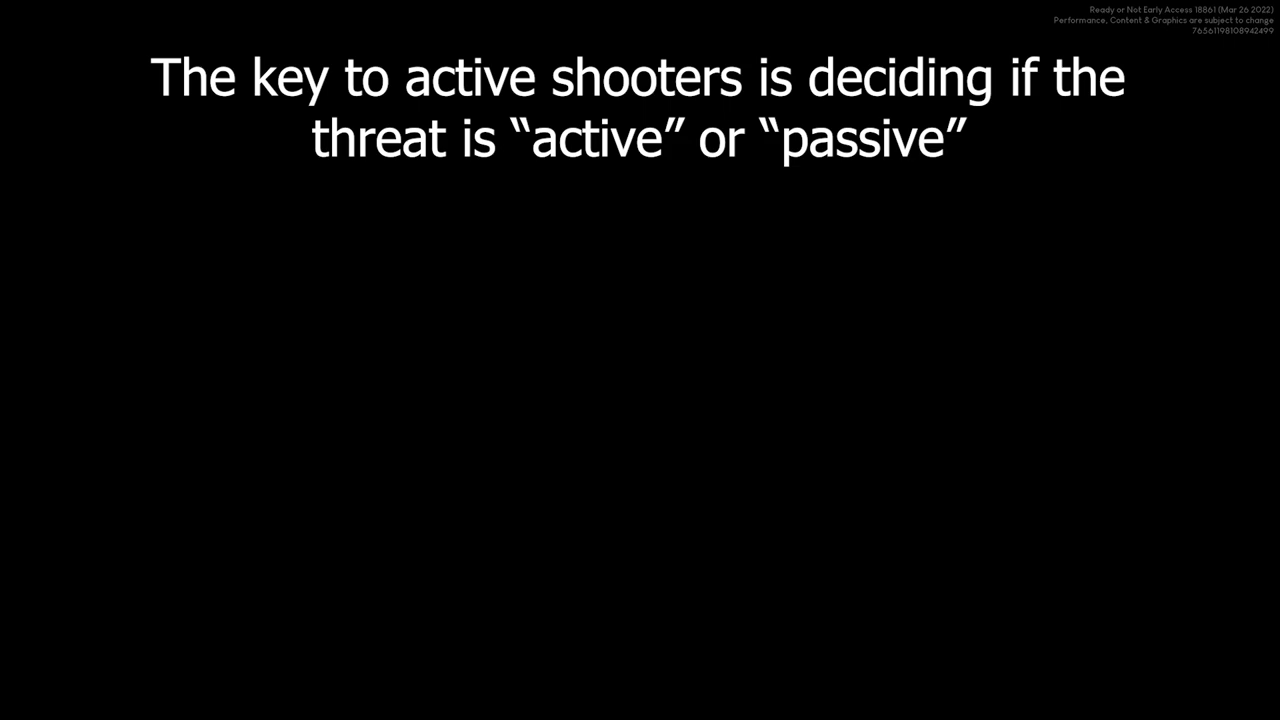 Ready or Not Early Access 18861 (Mar 26 2022)
Performance, Content & Graphics are subject to change
76561198108942499
The key to active shooters is deciding if the
threat is “active” or “passive”